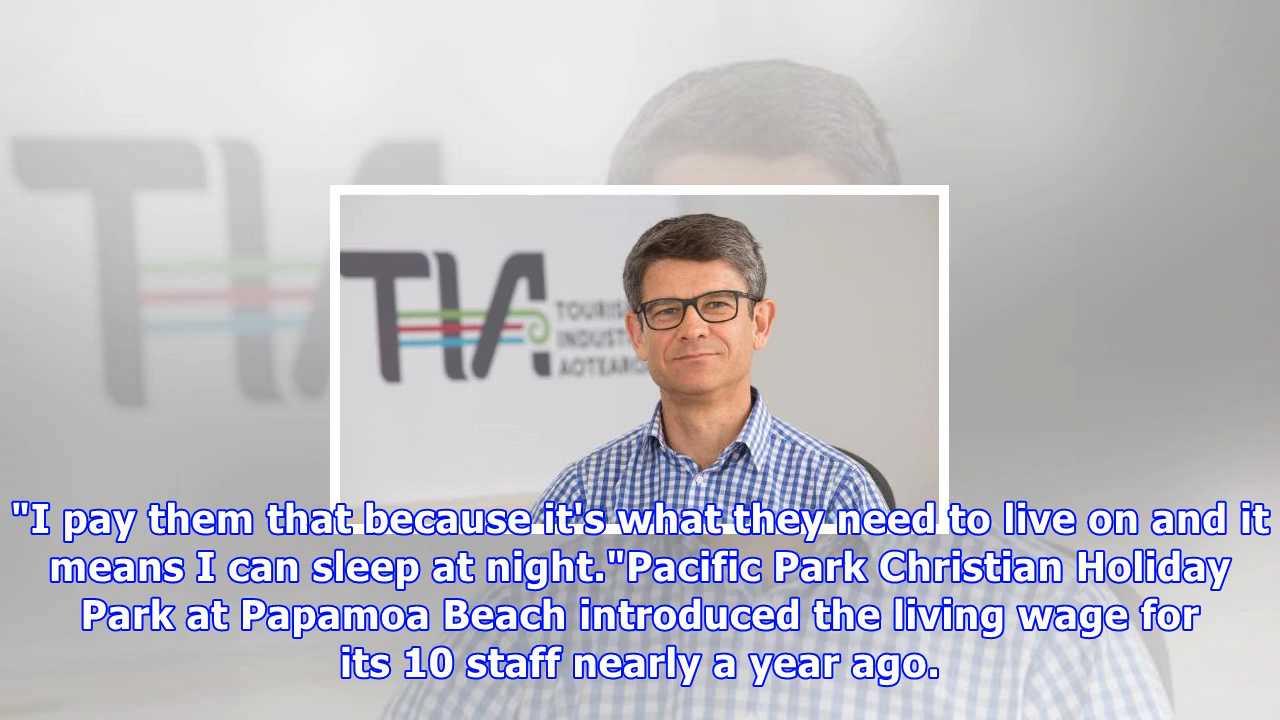 TIA
TOURIS
INDUST
AOTEARO
"I pay them that because it's what they need to live on and it
means I can sleep at night."Pacific Park Christian Holiday
Park at Papamoa Beach introduced the living wage for
its 10 staff nearly a year ago.